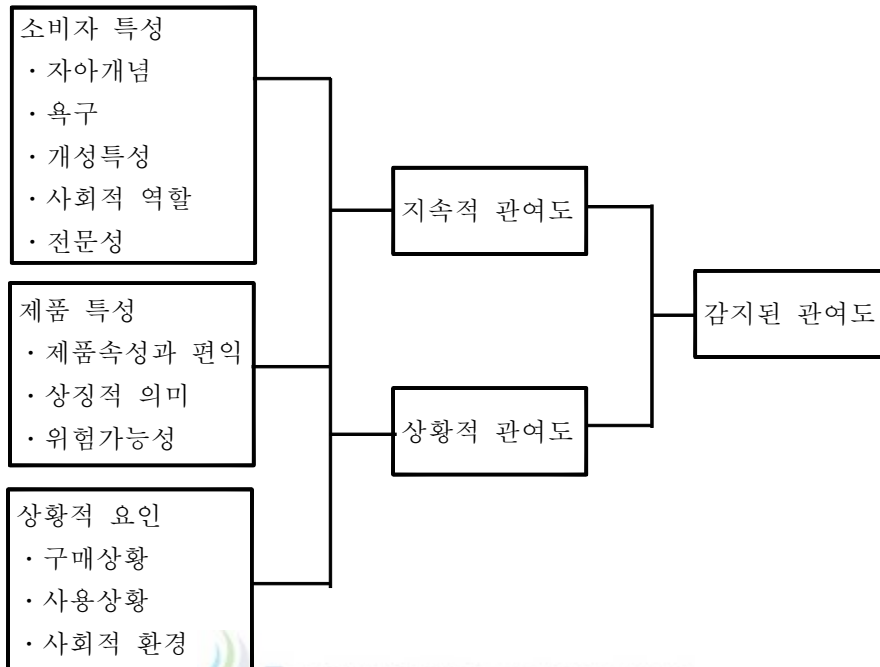 소비자 특성
· 자아개념
· 욕구
· 개성특성
· 사회적 역할
· 전문성
제품 특성
· 제품속성과 편익
· 상징적 의미
· 위험가능성
상황적 요인
· 구매상황
· 사용상황
· 사회적 환경
지속적 관여도
상황적 관여도
감지된 관여도